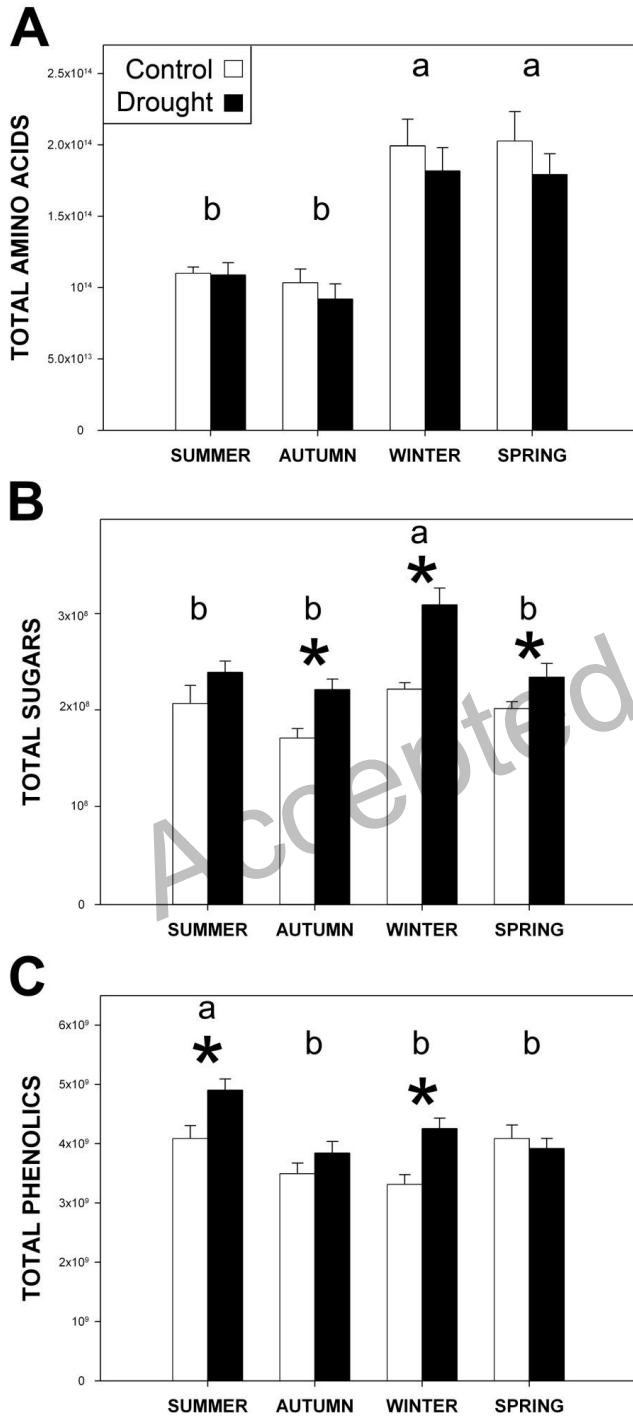 A
Control
Drought
a a
b b
TOTAL AMINO ACIDS
2.5x10¹⁴
2.0x10¹⁴
1.5x10¹⁴
10¹⁴
5.0x10¹³
0
SUMMER AUTUMN WINTER SPRING
B
a
*
b b b
* *
TOTAL SUGARS
3x10⁸
2x10⁸
10⁸
0
Accepted
SUMMER AUTUMN WINTER SPRING
C
a
*
b b b
*
TOTAL PHENOLICS
6x10⁹
5x10⁹
4x10⁹
3x10⁹
2x10⁹
10⁹
0
SUMMER AUTUMN WINTER SPRING